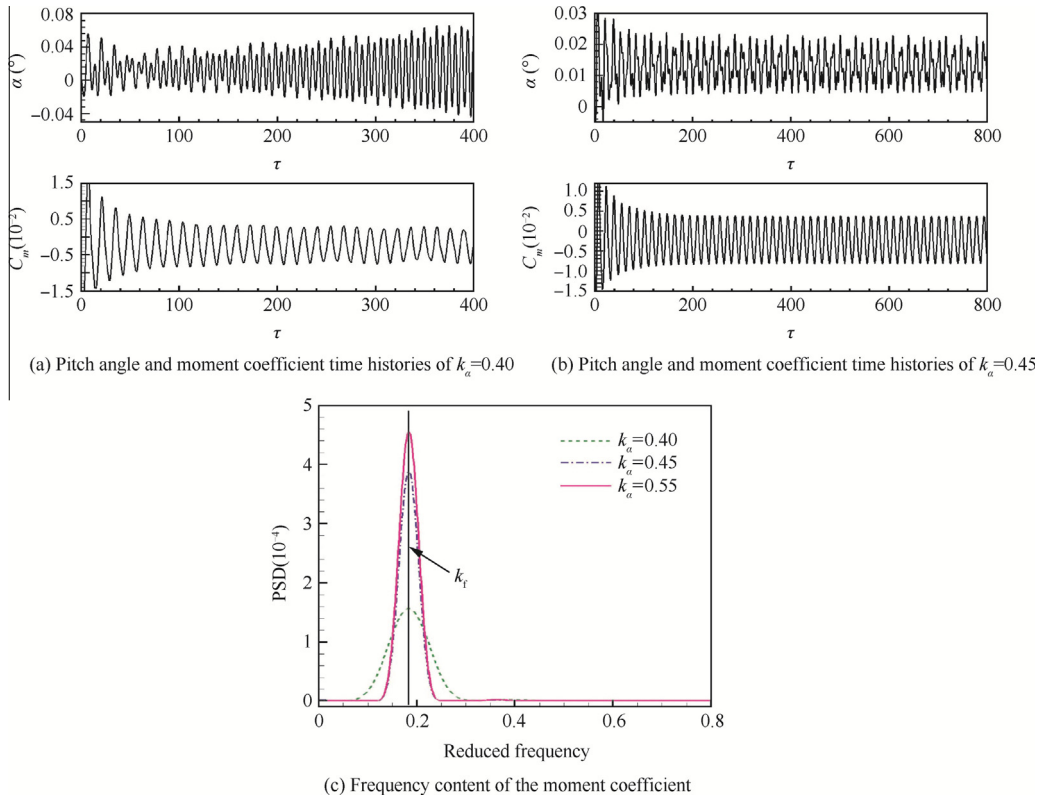 0.08
0.04
0
−0.04
α (°)
0 100 200 300 400
τ
1.5
0.5
−0.5
−1.5
C_m(10⁻²)
0 100 200 300 400
τ
(a) Pitch angle and moment coefficient time histories of k_α=0.40
0.03
0.02
0.01
0
α (°)
0 200 400 600 800
τ
1.0
0.5
−0.5
−1.0
−1.5
C_m(10⁻²)
0 200 400 600 800
τ
(b) Pitch angle and moment coefficient time histories of k_α=0.45
5
4
3
2
1
0
PSD(10⁻⁴)
k_α=0.40
k_α=0.45
k_α=0.55
k_f
0 0.2 0.4 0.6 0.8
Reduced frequency
(c) Frequency content of the moment coefficient